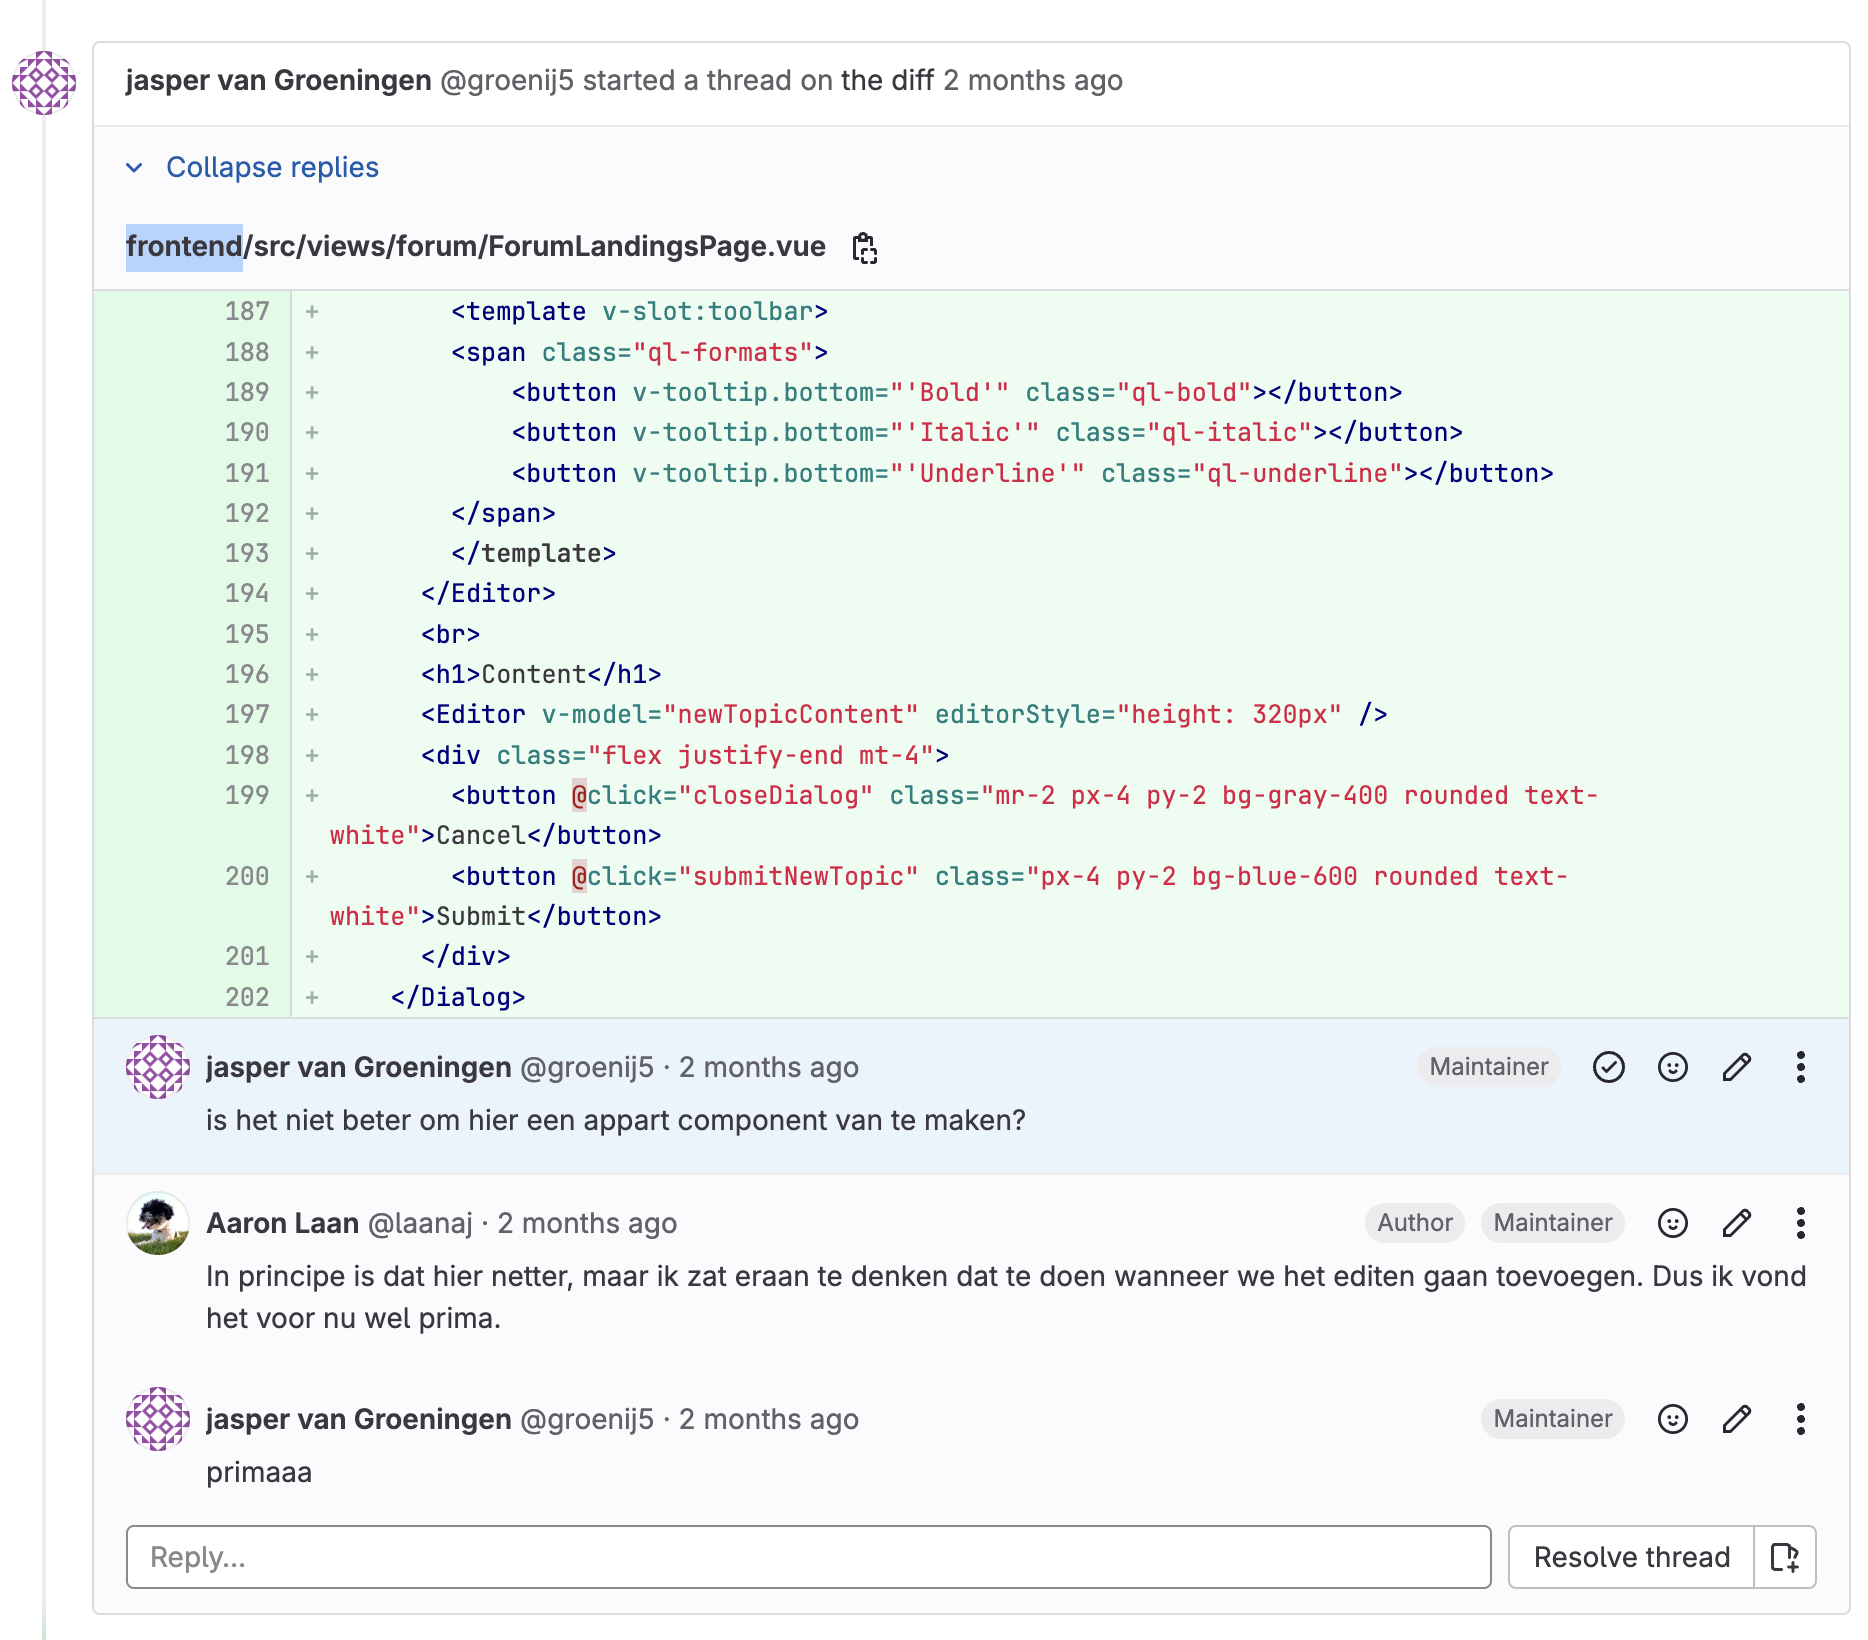 jasper van Groeningen @groenij5 started a thread on the diff 2 months ago
Collapse replies
frontend/src/views/forum/ForumLandingsPage.vue
187 + <template v-slot:toolbar>
188 + <span class="ql-formats">
189 + <button v-tooltip.bottom="'Bold'" class="ql-bold"></button>
190 + <button v-tooltip.bottom="'Italic'" class="ql-italic"></button>
191 + <button v-tooltip.bottom="'Underline'" class="ql-underline"></button>
192 + </span>
193 + </template>
194 + </Editor>
195 + <br>
196 + <h1>Content</h1>
197 + <Editor v-model="newTopicContent" editorStyle="height: 320px" />
198 + <div class="flex justify-end mt-4">
199 + <button @click="closeDialog" class="mr-2 px-4 py-2 bg-gray-400 rounded text-
white">Cancel</button>
200 + <button @click="submitNewTopic" class="px-4 py-2 bg-blue-600 rounded text-
white">Submit</button>
201 + </div>
202 + </Dialog>
jasper van Groeningen @groenij5 · 2 months ago Maintainer
is het niet beter om hier een appart component van te maken?
Aaron Laan @laanaj · 2 months ago Author Maintainer
In principe is dat hier netter, maar ik zat eraan te denken dat te doen wanneer we het editen gaan toevoegen. Dus ik vond
het voor nu wel prima.
jasper van Groeningen @groenij5 · 2 months ago Maintainer
primaaa
Reply... Resolve thread